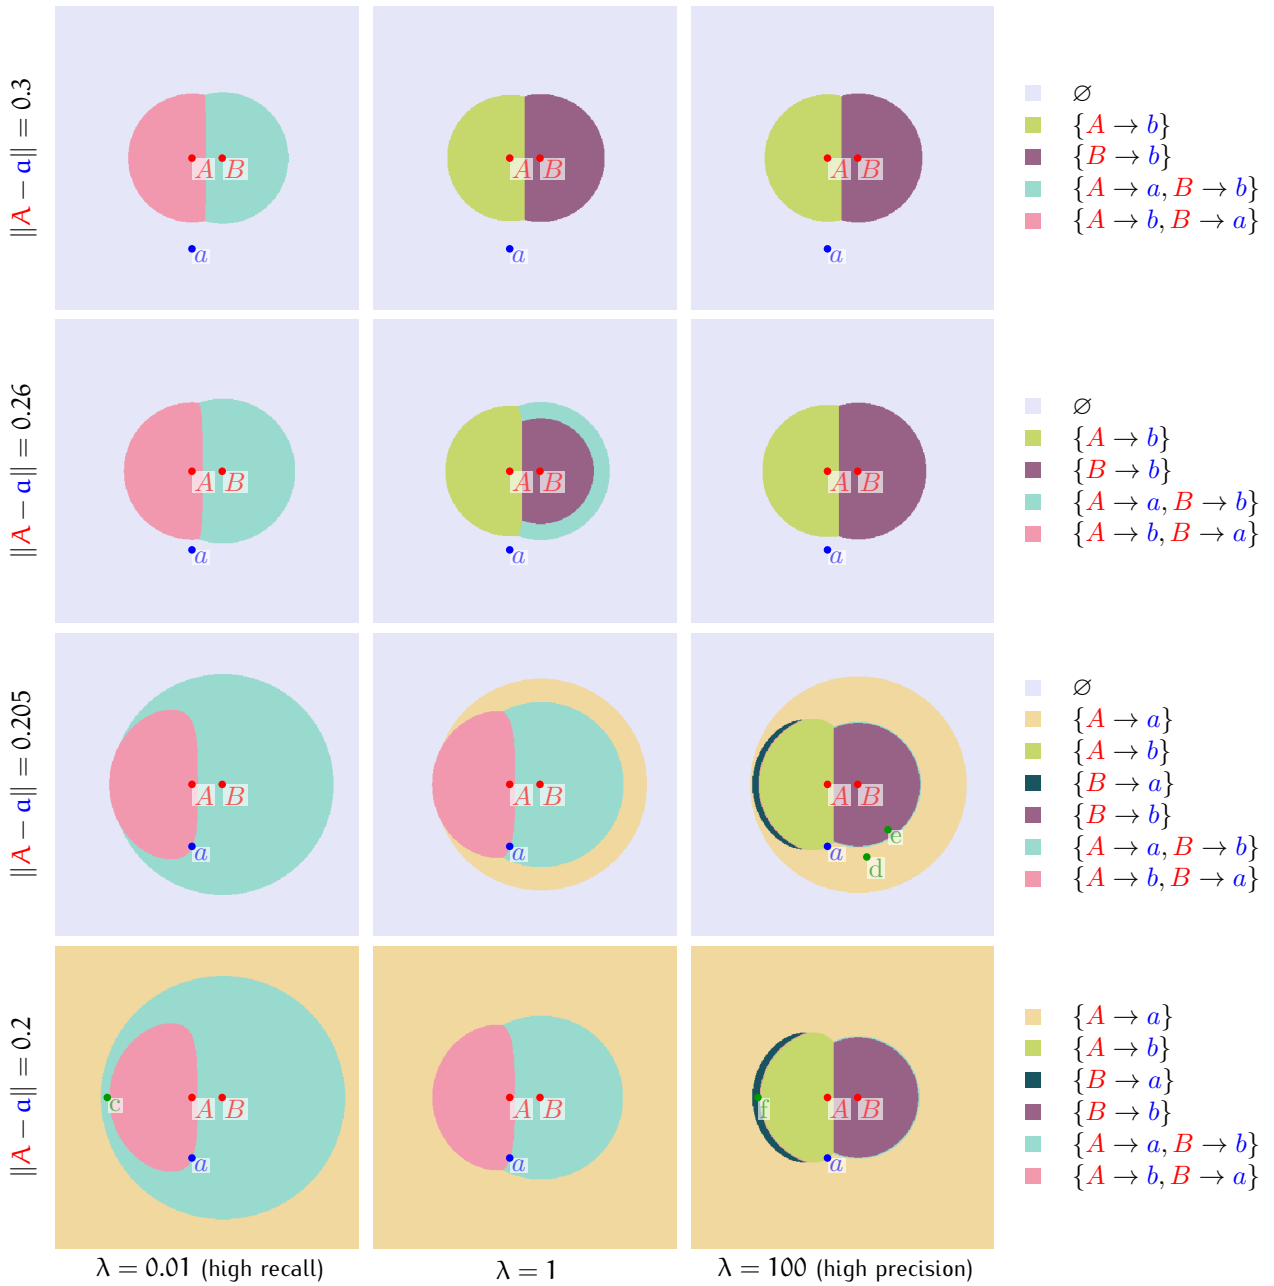 ‖A − a‖ = 0.3
A B
a
A B
a
A B
a
∅
{A → b}
{B → b}
{A → a, B → b}
{A → b, B → a}
‖A − a‖ = 0.26
A B
a
A B
a
A B
a
∅
{A → b}
{B → b}
{A → a, B → b}
{A → b, B → a}
‖A − a‖ = 0.205
A B
a
A B
a
A B
a
e
d
∅
{A → a}
{A → b}
{B → a}
{B → b}
{A → a, B → b}
{A → b, B → a}
‖A − a‖ = 0.2
c A B
a
A B
a
f A B
a
{A → a}
{A → b}
{B → a}
{B → b}
{A → a, B → b}
{A → b, B → a}
λ = 0.01 (high recall)
λ = 1
λ = 100 (high precision)